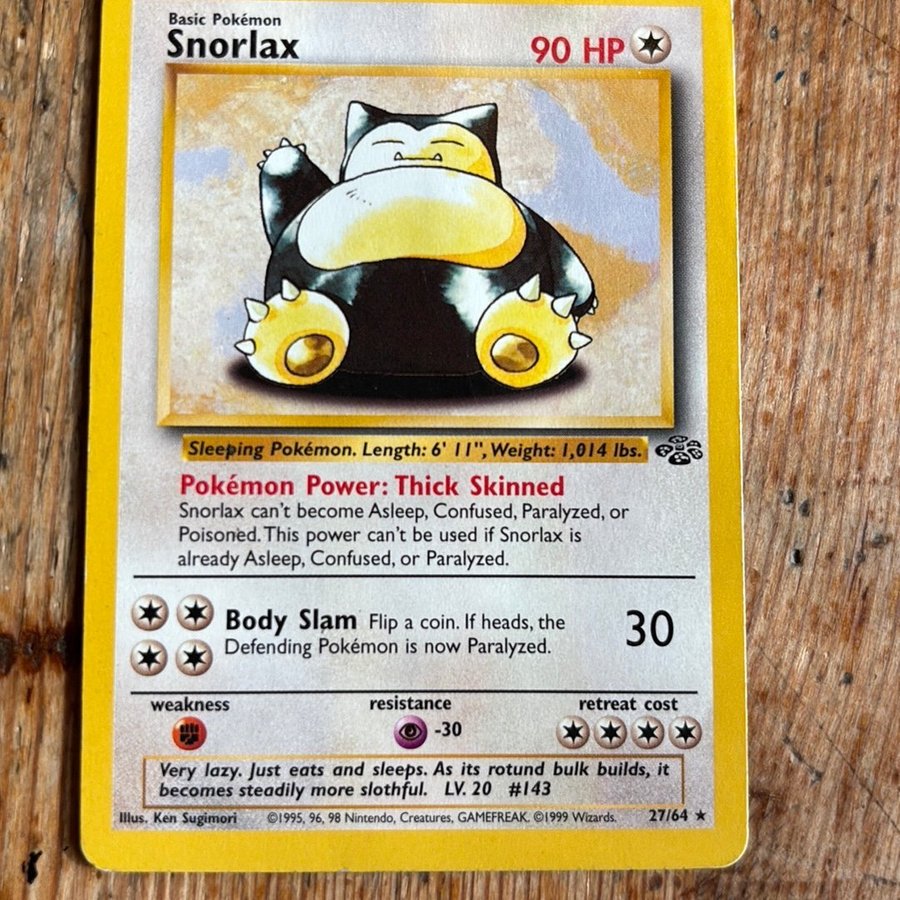 Basic Pokémon
Snorlax 90 HP
Sleeping Pokémon. Length: 6' 11", Weight: 1,014 lbs.
Pokémon Power: Thick Skinned
Snorlax can't become Asleep, Confused, Paralyzed, or
Poisoned. This power can't be used if Snorlax is
already Asleep, Confused, or Paralyzed.
Body Slam Flip a coin. If heads, the
Defending Pokémon is now Paralyzed.
30
weakness resistance retreat cost
-30
Very lazy. Just eats and sleeps. As its rotund bulk builds, it
becomes steadily more slothful. LV. 20 #143
Illus. Ken Sugimori ©1995, 96, 98 Nintendo, Creatures, GAMEFREAK. ©1999 Wizards. 27/64 ★